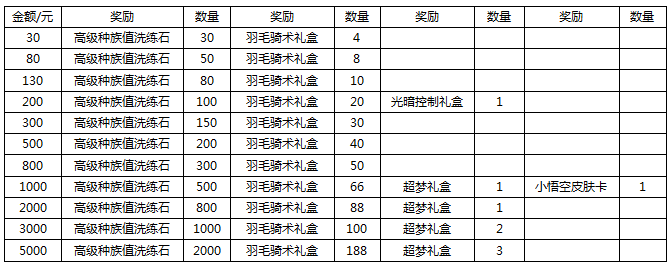 金额/元 奖励 数量 奖励 数量 奖励 数量 奖励 数量
30 高级种族值洗练石 30 羽毛骑术礼盒 4
80 高级种族值洗练石 50 羽毛骑术礼盒 8
130 高级种族值洗练石 80 羽毛骑术礼盒 10
200 高级种族值洗练石 100 羽毛骑术礼盒 20 光暗控制礼盒 1
300 高级种族值洗练石 150 羽毛骑术礼盒 30
500 高级种族值洗练石 200 羽毛骑术礼盒 40
800 高级种族值洗练石 300 羽毛骑术礼盒 50
1000 高级种族值洗练石 500 羽毛骑术礼盒 66 超梦礼盒 1 小悟空皮肤卡 1
2000 高级种族值洗练石 800 羽毛骑术礼盒 88 超梦礼盒 1
3000 高级种族值洗练石 1000 羽毛骑术礼盒 100 超梦礼盒 2
5000 高级种族值洗练石 2000 羽毛骑术礼盒 188 超梦礼盒 3